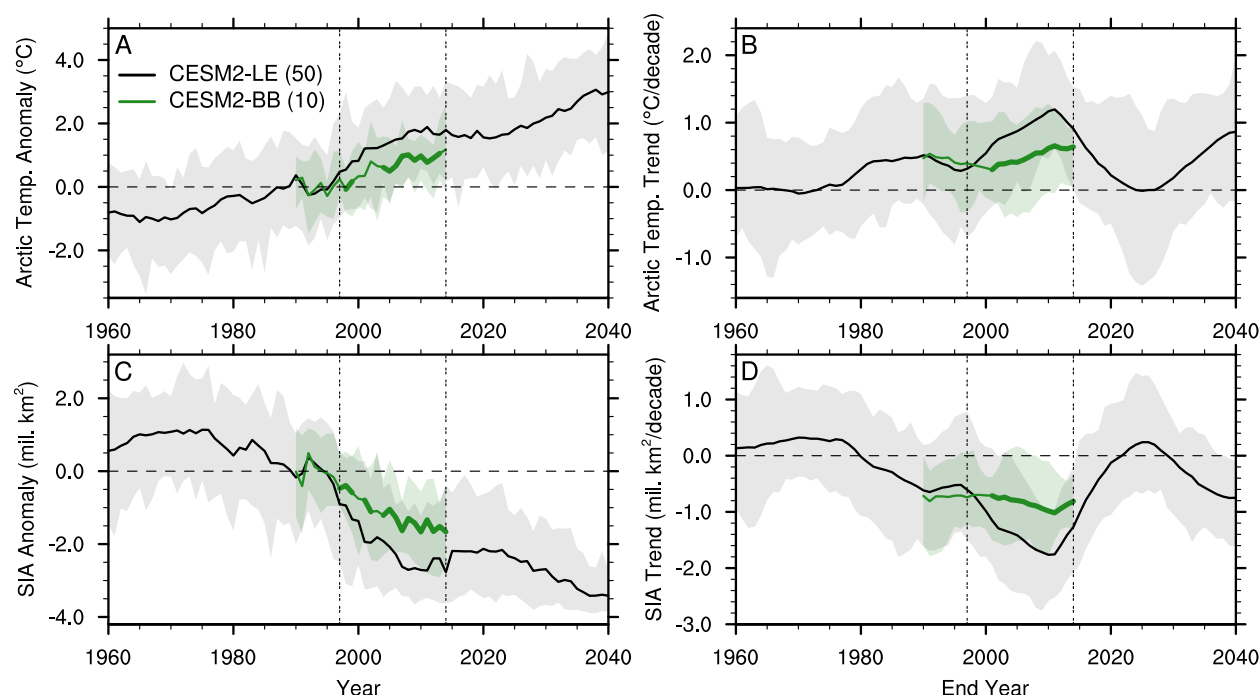 A
CESM2-LE (50)
CESM2-BB (10)
Arctic Temp. Anomaly (°C)
4.0
2.0
0.0
-2.0
1960 1980 2000 2020 2040
B
Arctic Temp. Trend (°C/decade)
2.0
1.0
0.0
-1.0
1960 1980 2000 2020 2040
C
SIA Anomaly (mil. km²)
2.0
0.0
-2.0
-4.0
1960 1980 2000 2020 2040
Year
D
SIA Trend (mil. km²/decade)
1.0
0.0
-1.0
-2.0
-3.0
1960 1980 2000 2020 2040
End Year